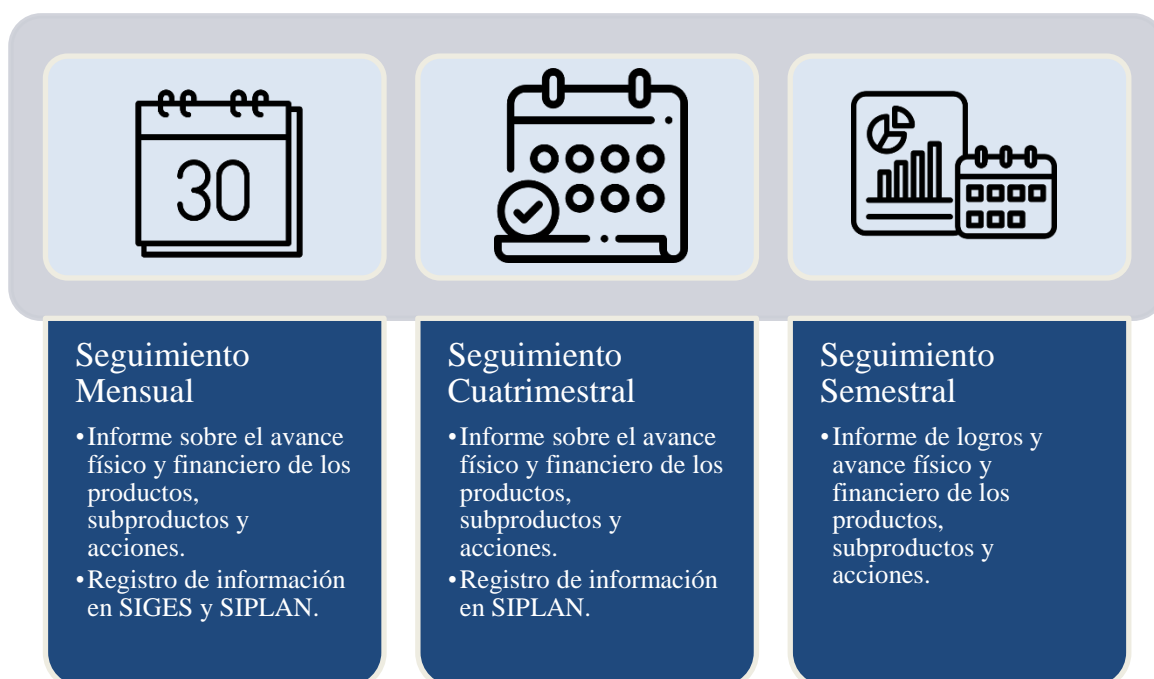 30
Seguimiento
Mensual
•Informe sobre el avance
físico y financiero de los
productos,
subproductos y
acciones.
•Registro de información
en SIGES y SIPLAN.
Seguimiento
Cuatrimestral
•Informe sobre el avance
físico y financiero de los
productos,
subproductos y
acciones.
•Registro de información
en SIPLAN.
Seguimiento
Semestral
•Informe de logros y
avance físico y
financiero de los
productos,
subproductos y
acciones.